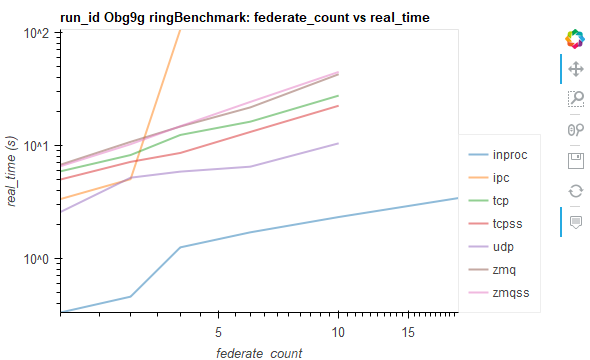 run_id Obg9g ringBenchmark: federate_count vs real_time
10^2
10^1
10^0
real_time (s)
5
10
15
federate_count
inproc
ipc
tcp
tcpss
udp
zmq
zmqss